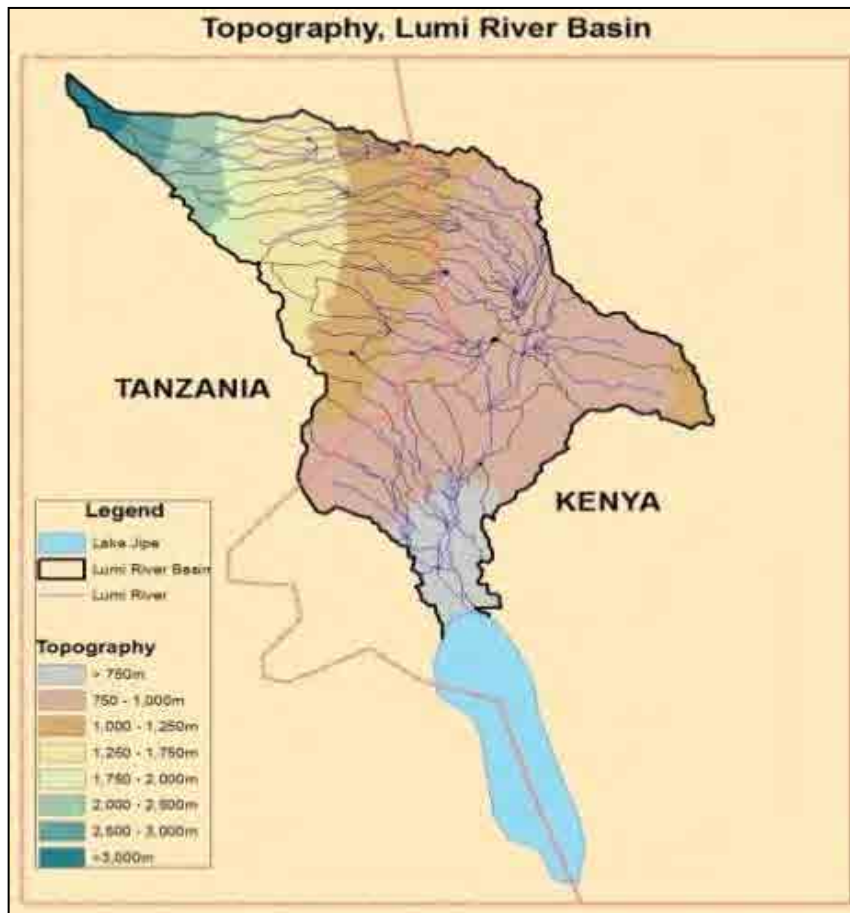 Topography, Lumi River Basin
TANZANIA
KENYA
Legend
Lake Jipe
Lumi River Basin
Lumi River
Topography
> 750m
750 - 1,000m
1,000 - 1,250m
1,250 - 1,750m
1,750 - 2,000m
2,000 - 2,500m
2,500 - 3,000m